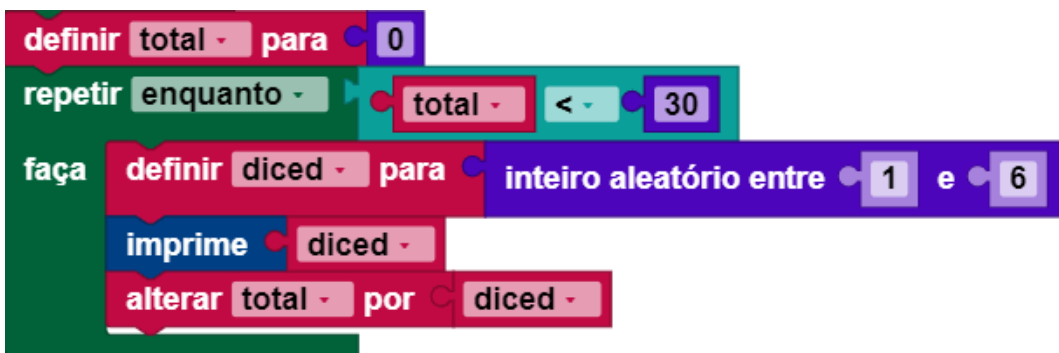 definir total para 0
repetir enquanto total < 30
faça definir diced para inteiro aleatório entre 1 e 6
imprime diced
alterar total por diced